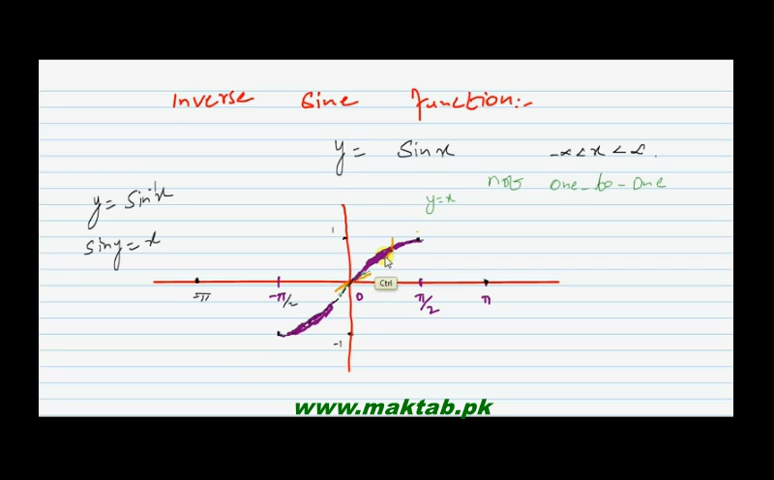 Inverse Sine Function:-
y = Sin x -∞ < x < ∞.
not one-to-one
y = Sin⁻¹x
y=x
Sin y = x
1
Ctrl
-π -π/2 0 π/2 π
-1
www.maktab.pk